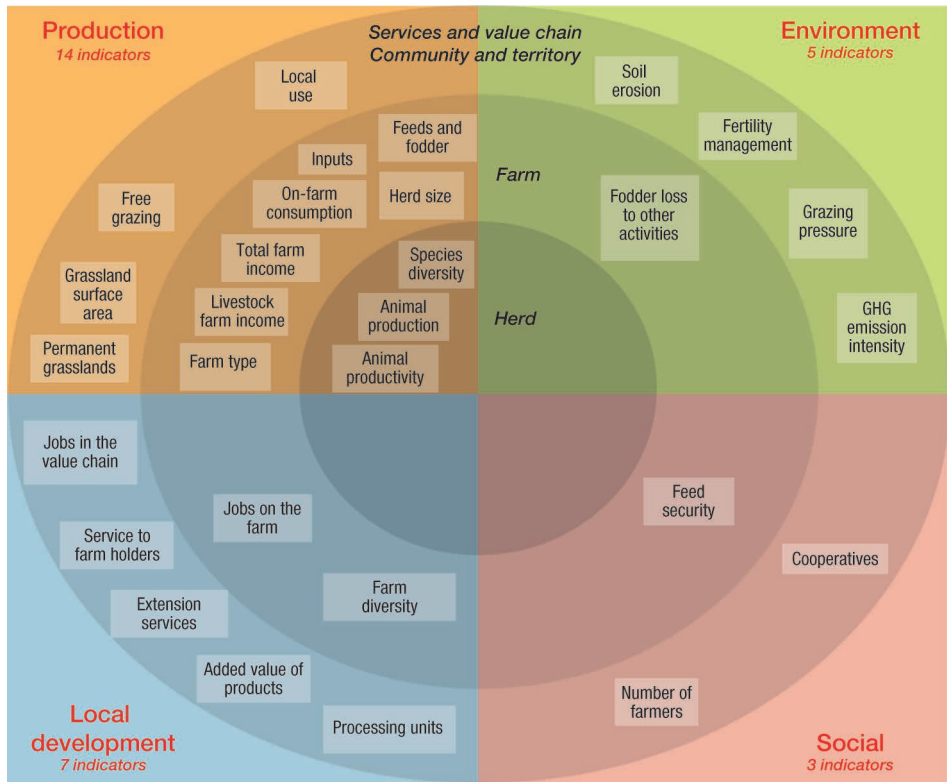 Production
14 indicators
Services and value chain
Community and territory
Environment
5 indicators
Local
use
Feeds and
fodder
Inputs
On-farm
consumption
Herd size
Free
grazing
Total farm
income
Species
diversity
Grassland
surface
area
Livestock
farm income
Animal
production
Permanent
grasslands
Farm type
Animal
productivity
Farm
Herd
Soil
erosion
Fertility
management
Fodder loss
to other
activities
Grazing
pressure
GHG
emission
intensity
Jobs in the
value chain
Jobs on the
farm
Service to
farm holders
Farm
diversity
Extension
services
Added value of
products
Processing units
Local
development
7 indicators
Feed
security
Cooperatives
Number of
farmers
Social
3 indicators